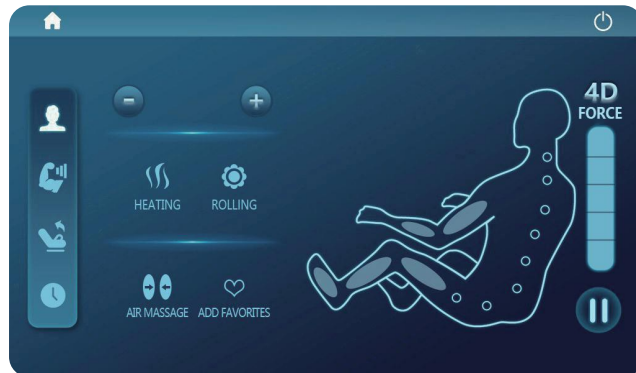 4D
FORCE
HEATING
ROLLING
AIR MASSAGE
ADD FAVORITES